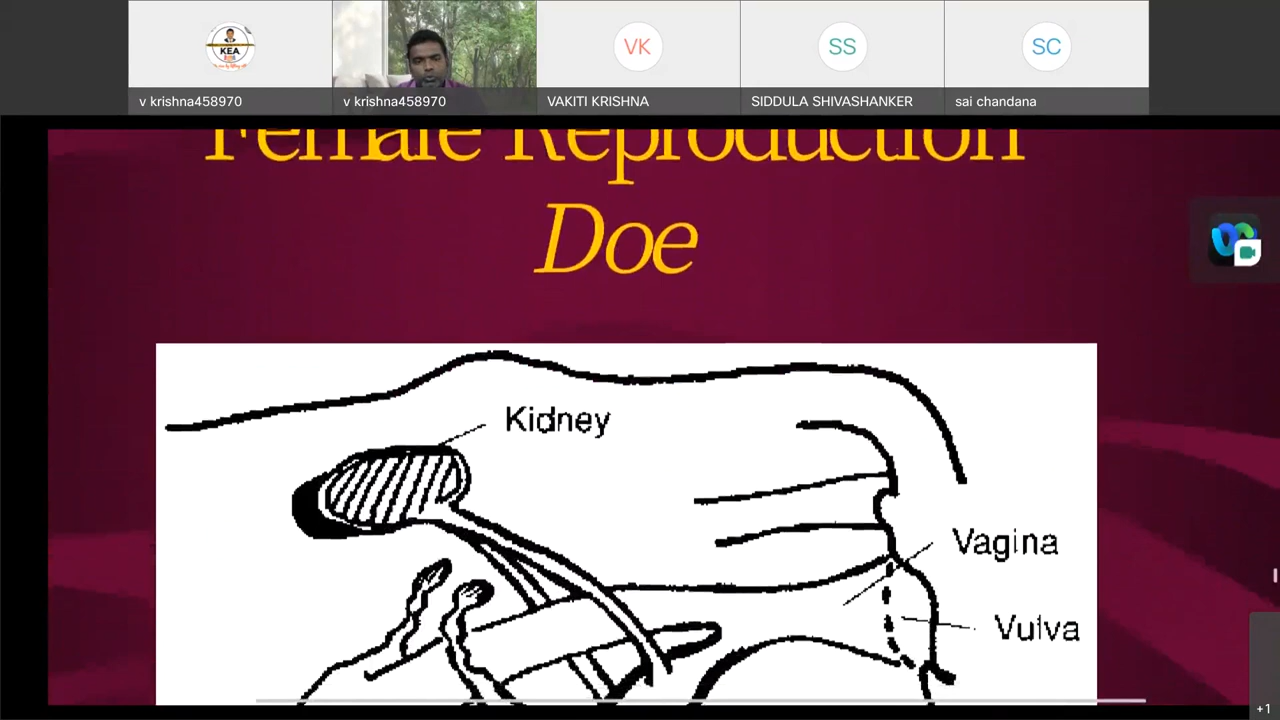 KEA
v krishna458970
v krishna458970
VK
VAKITI KRISHNA
SS
SIDDULA SHIVASHANKER
SC
sai chandana
Female Reproduction
Doe
Kidney
Vagina
Vulva
+1